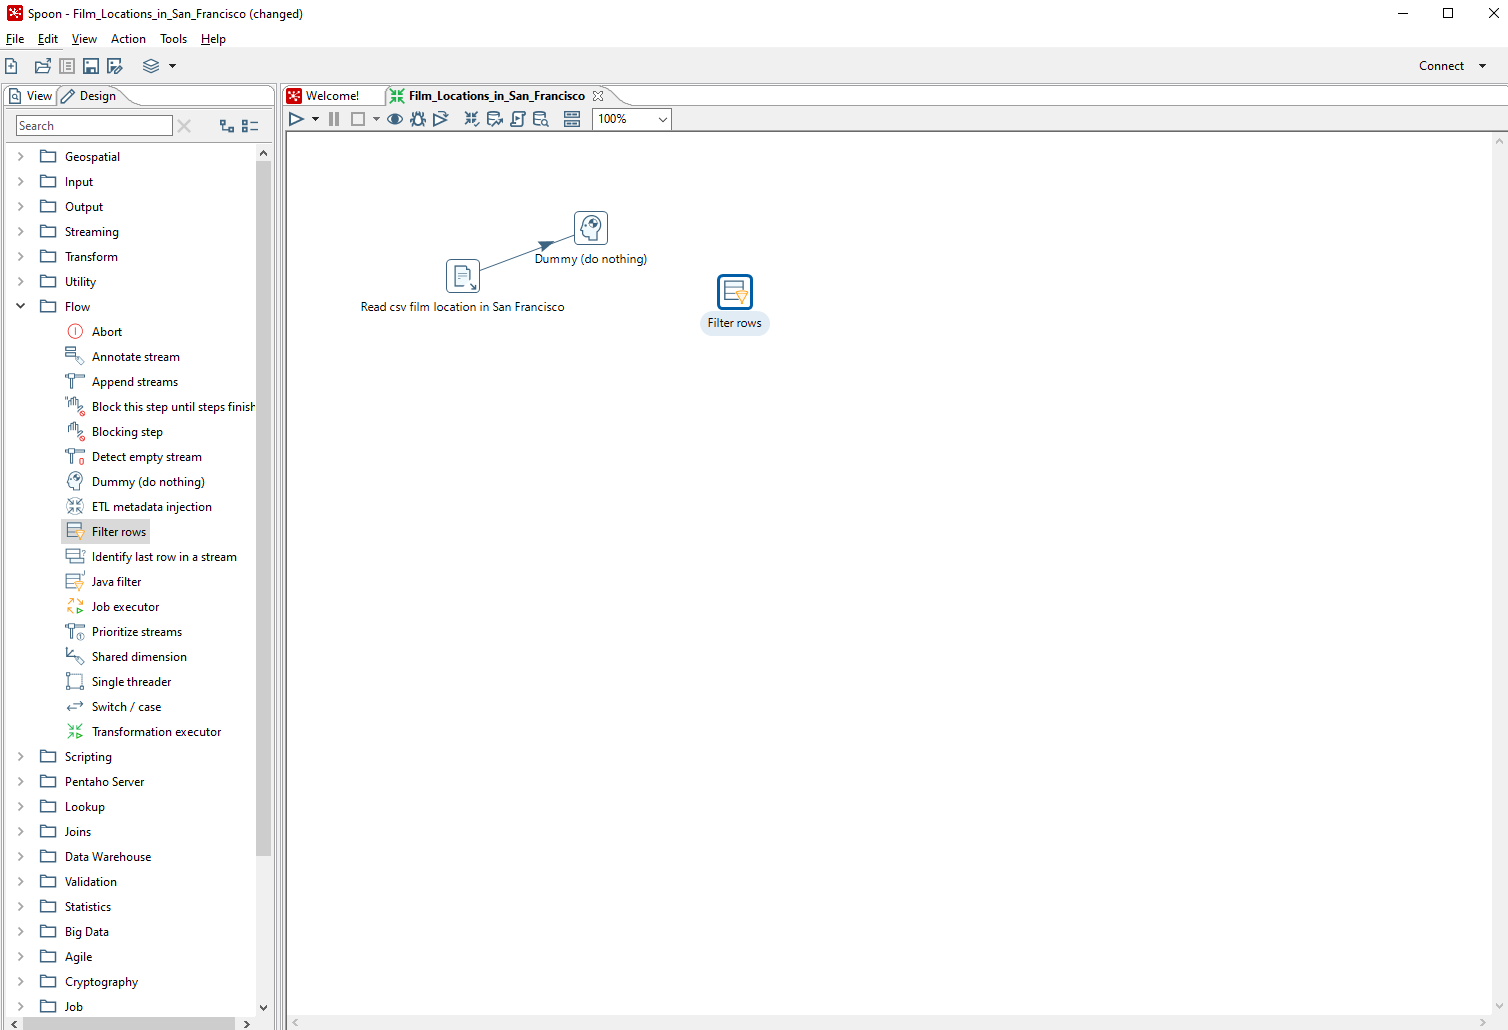 Spoon - Film_Locations_in_San_Francisco (changed)
File Edit View Action Tools Help
Connect
View Design
Welcome! Film_Locations_in_San_Francisco
Search
100%
Geospatial
Input
Output
Streaming
Transform
Utility
Flow
Abort
Annotate stream
Append streams
Block this step until steps finish
Blocking step
Detect empty stream
Dummy (do nothing)
ETL metadata injection
Filter rows
Identify last row in a stream
Java filter
Job executor
Prioritize streams
Shared dimension
Single threader
Switch / case
Transformation executor
Scripting
Pentaho Server
Lookup
Joins
Data Warehouse
Validation
Statistics
Big Data
Agile
Cryptography
Job
Dummy (do nothing)
Read csv film location in San Francisco
Filter rows